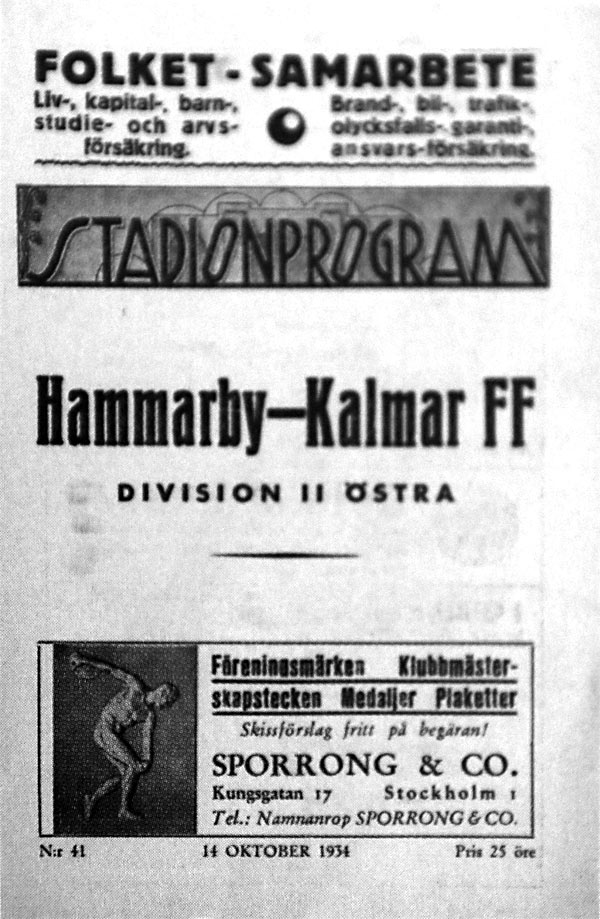 FOLKET - SAMARBETE
Liv-, kapital-, barn-,
studie- och arvs-
försäkring.
Brand-, bil-, trafik-,
olycksfalls- garanti-,
ansvars-försäkring.
STADIONPROGRAM
Hammarby—Kalmar FF
DIVISION II ÖSTRA
Föreningsmärken Klubbmäster-
skapstecken Medaljer Plaketter
Skissförslag fritt på begäran!
SPORRONG & CO.
Kungsgatan 17 Stockholm 1
Tel.: Namnanrop SPORRONG & CO.
N:r 41 14 OKTOBER 1934 Pris 25 öre